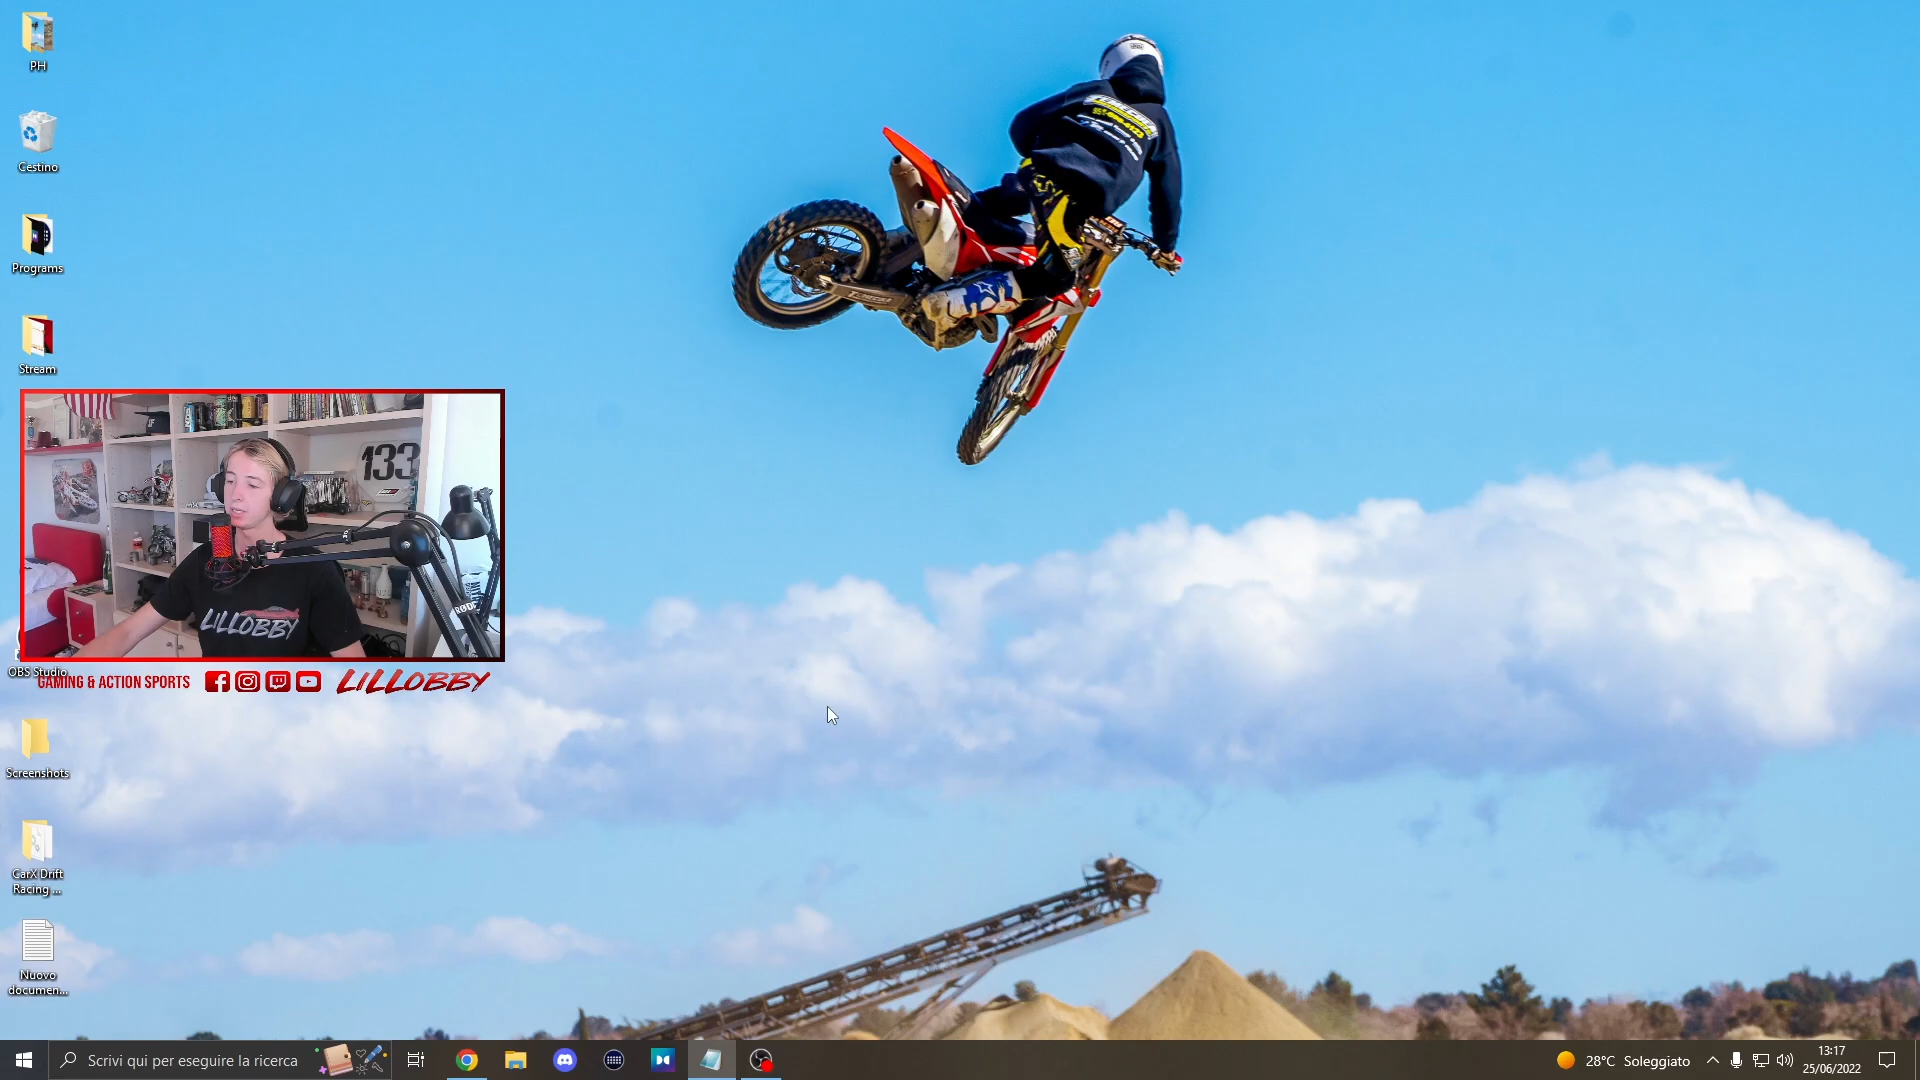 PH
Cestino
Programs
Stream
133
RØDE
LILLOBBY
OBS Studio
GAMING & ACTION SPORTS
LILLOBBY
Screenshots
CarX Drift
Racing ...
Nuovo
documen...
Scrivi qui per eseguire la ricerca
28°C Soleggiato
13:17
25/06/2022